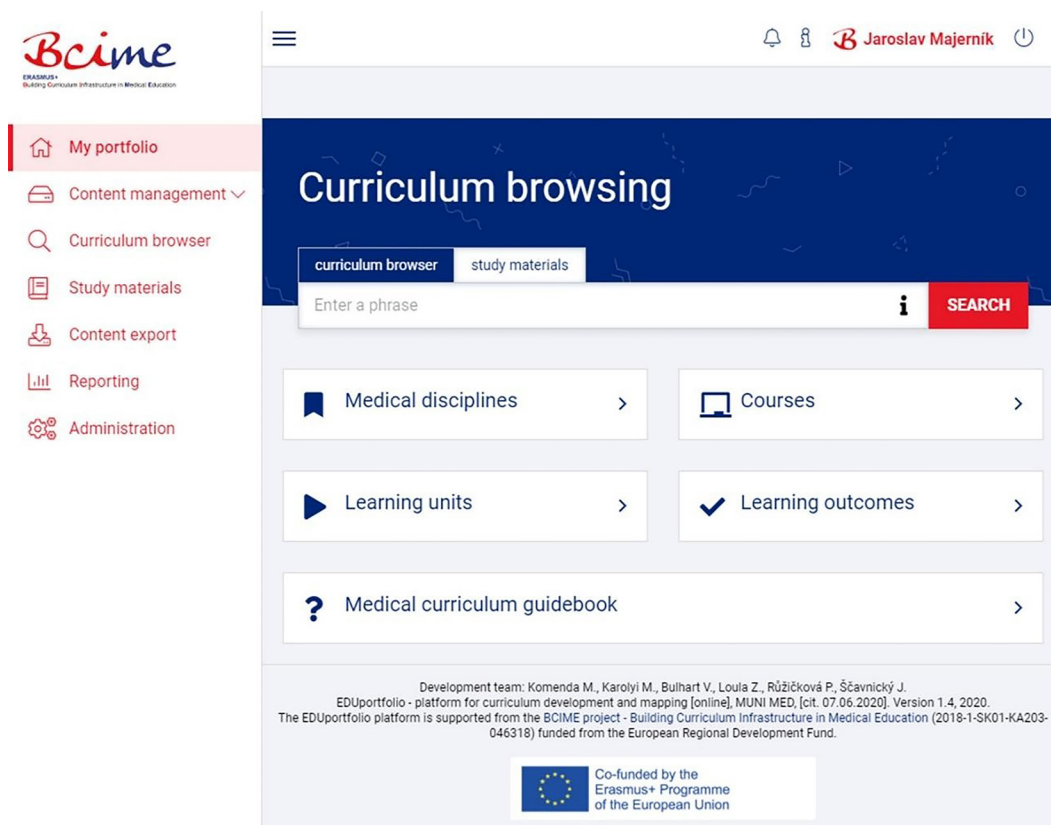 Bcime
ERASMUS+
Building Curriculum Infrastructure in Medical Education
Jaroslav Majerník
My portfolio
Content management
Curriculum browser
Study materials
Content export
Reporting
Administration
Curriculum browsing
curriculum browser
study materials
Enter a phrase
i
SEARCH
Medical disciplines
Courses
Learning units
Learning outcomes
? Medical curriculum guidebook
Development team: Komenda M., Karolyi M., Bulhart V., Loula Z., Růžičková P., Ščavnický J.
EDUportfolio - platform for curriculum development and mapping [online], MUNI MED, [cit. 07.06.2020]. Version 1.4, 2020.
The EDUportfolio platform is supported from the BCIME project - Building Curriculum Infrastructure in Medical Education (2018-1-SK01-KA203-
046318) funded from the European Regional Development Fund.
Co-funded by the
Erasmus+ Programme
of the European Union